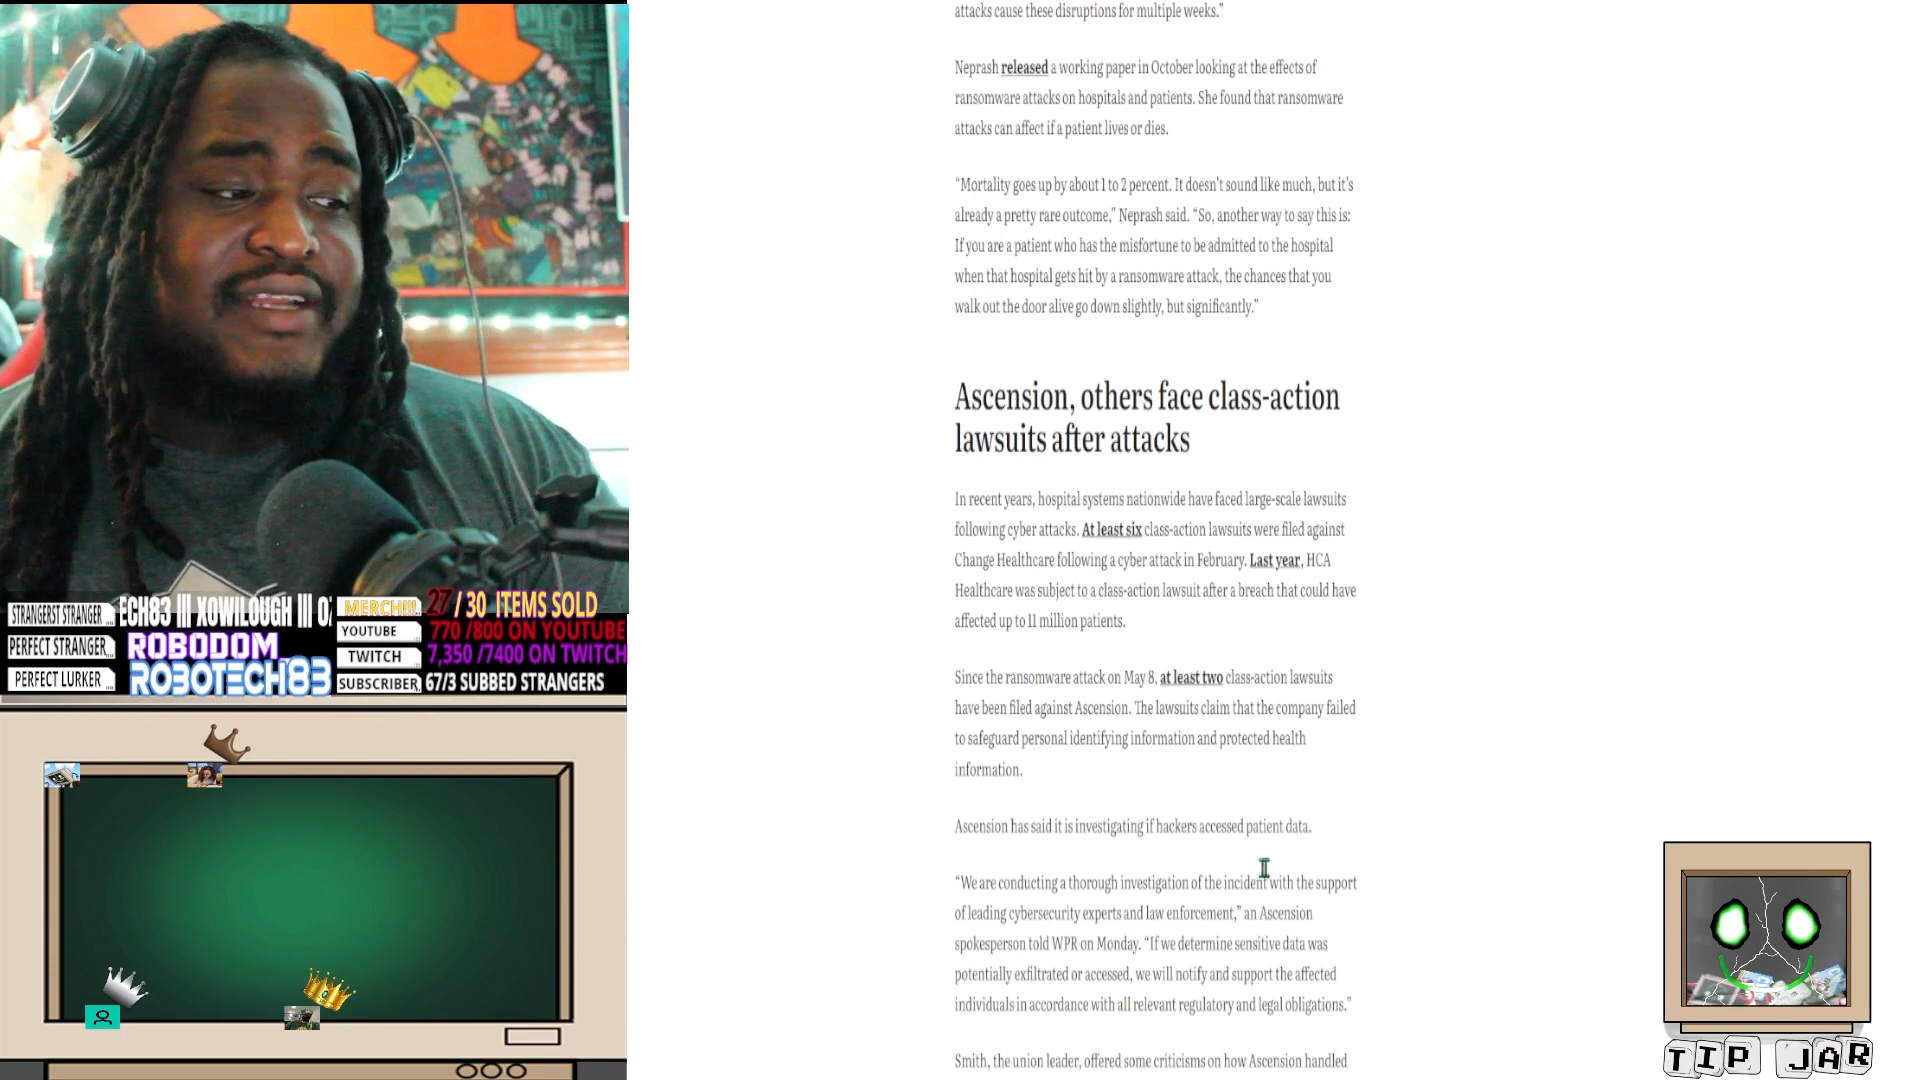 attacks cause these disruptions for multiple weeks.”
Neprash released a working paper in October looking at the effects of
ransomware attacks on hospitals and patients. She found that ransomware
attacks can affect if a patient lives or dies.
“Mortality goes up by about 1 to 2 percent. It doesn’t sound like much, but it’s
already a pretty rare outcome,” Neprash said. “So, another way to say this is:
If you are a patient who has the misfortune to be admitted to the hospital
when that hospital gets hit by a ransomware attack, the chances that you
walk out the door alive go down slightly, but significantly.”
Ascension, others face class-action
lawsuits after attacks
In recent years, hospital systems nationwide have faced large-scale lawsuits
following cyber attacks. At least six class-action lawsuits were filed against
Change Healthcare following a cyber attack in February. Last year, HCA
Healthcare was subject to a class-action lawsuit after a breach that could have
affected up to 11 million patients.
Since the ransomware attack on May 8, at least two class-action lawsuits
have been filed against Ascension. The lawsuits claim that the company failed
to safeguard personal identifying information and protected health
information.
Ascension has said it is investigating if hackers accessed patient data.
“We are conducting a thorough investigation of the incident with the support
of leading cybersecurity experts and law enforcement,” an Ascension
spokesperson told WPR on Monday. “If we determine sensitive data was
potentially exfiltrated or accessed, we will notify and support the affected
individuals in accordance with all relevant regulatory and legal obligations.”
Smith, the union leader, offered some criticisms on how Ascension handled
STRANGERST STRANGER ... ECH83 ||| XOWILOUGH |||
PERFECT STRANGER... ROBODOM_
PERFECT LURKER ... ROBOTECH83
MERCH!!! 27 / 30 ITEMS SOLD
YOUTUBE ... 770 /800 ON YOUTUBE
TWITCH ... 7,350 /7400 ON TWITCH
SUBSCRIBER... 67/3 SUBBED STRANGERS
TIP JAR